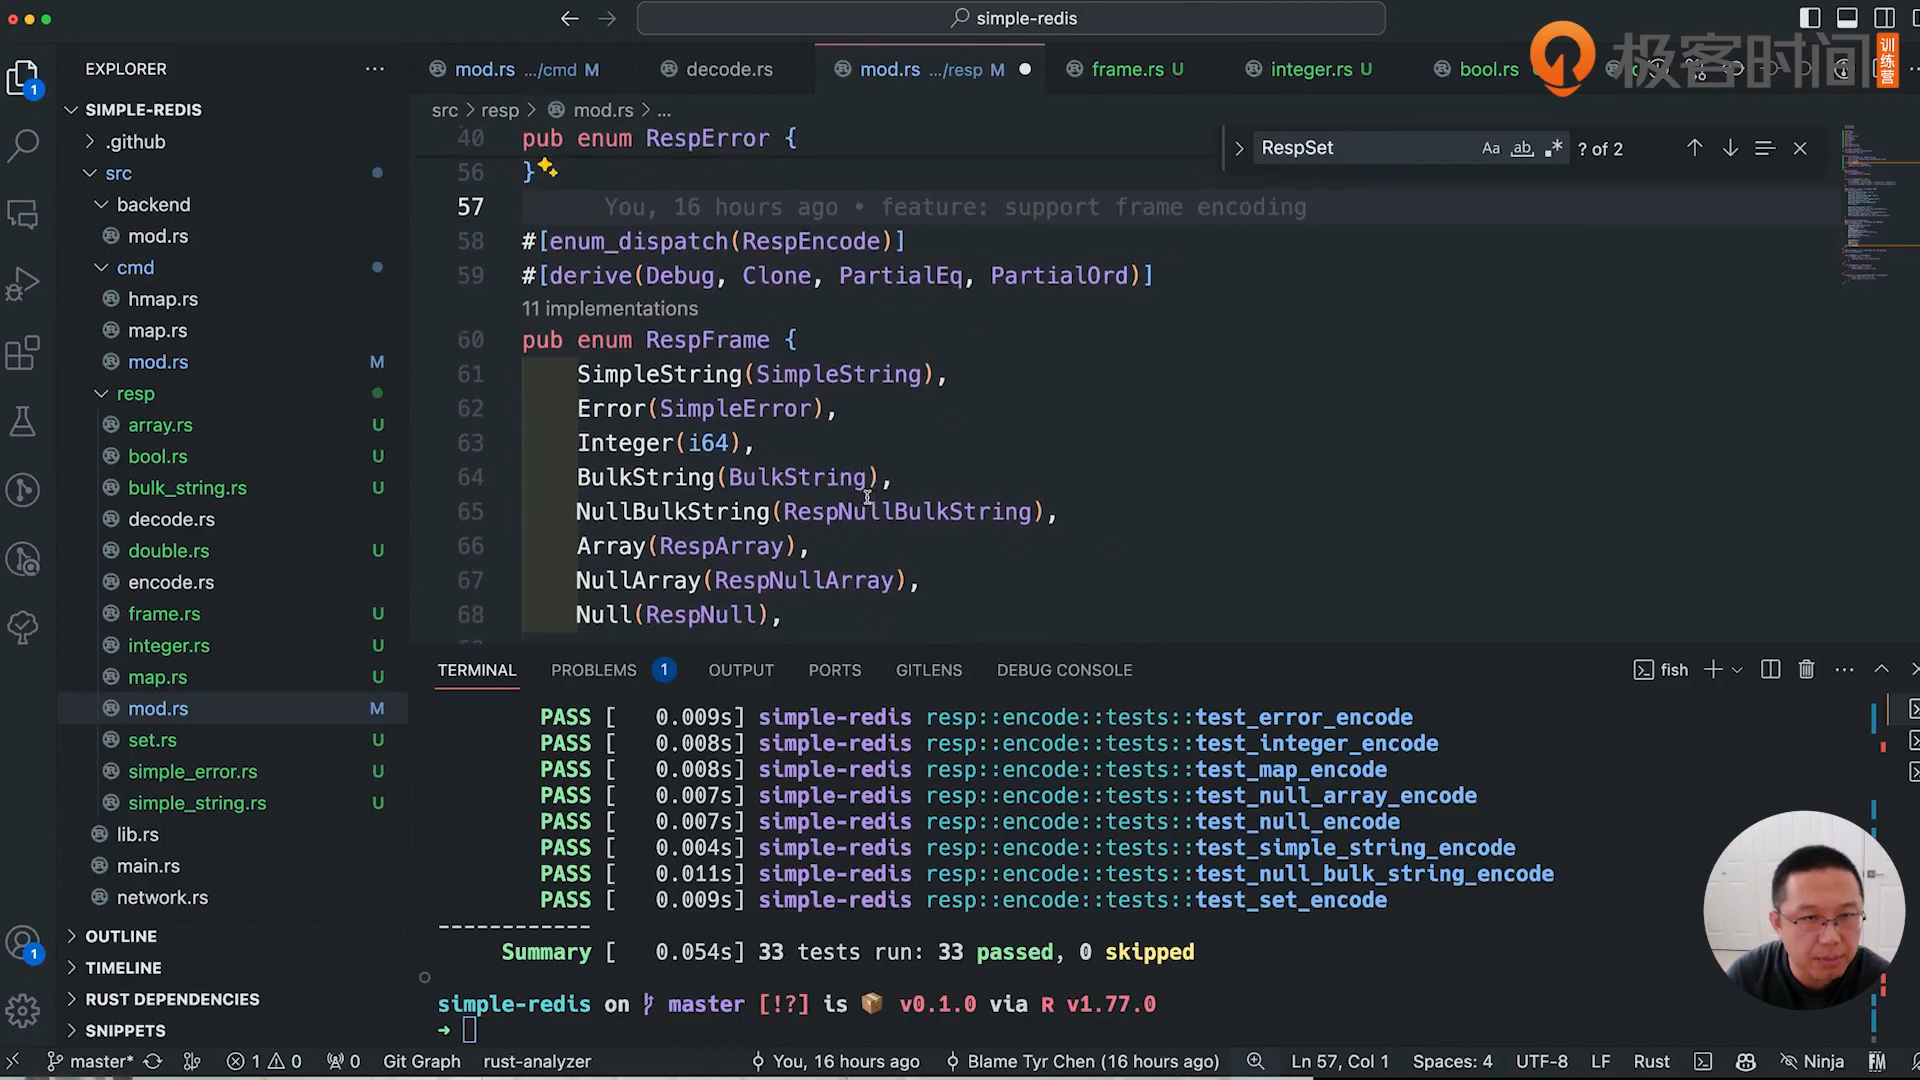 simple-redis
EXPLORER
mod.rs .../cmd M
decode.rs
mod.rs .../resp M
frame.rs U
integer.rs U
bool.rs
极客时间
训练营
SIMPLE-REDIS
.github
src
backend
mod.rs
cmd
hmap.rs
map.rs
mod.rs M
resp
array.rs U
bool.rs U
bulk_string.rs U
decode.rs
double.rs U
encode.rs
frame.rs U
integer.rs U
map.rs U
mod.rs M
set.rs U
simple_error.rs U
simple_string.rs U
lib.rs
main.rs
network.rs
OUTLINE
TIMELINE
RUST DEPENDENCIES
SNIPPETS
1
1
src > resp > mod.rs > ...
RespSet Aa ab .* ? of 2
40 pub enum RespError {
56 }
57 You, 16 hours ago • feature: support frame encoding
58 #[enum_dispatch(RespEncode)]
59 #[derive(Debug, Clone, PartialEq, PartialOrd)]
11 implementations
60 pub enum RespFrame {
61 SimpleString(SimpleString),
62 Error(SimpleError),
63 Integer(i64),
64 BulkString(BulkString),
65 NullBulkString(RespNullBulkString),
66 Array(RespArray),
67 NullArray(RespNullArray),
68 Null(RespNull),
TERMINAL PROBLEMS 1 OUTPUT PORTS GITLENS DEBUG CONSOLE fish
PASS [ 0.009s] simple-redis resp::encode::tests::test_error_encode
PASS [ 0.008s] simple-redis resp::encode::tests::test_integer_encode
PASS [ 0.008s] simple-redis resp::encode::tests::test_map_encode
PASS [ 0.007s] simple-redis resp::encode::tests::test_null_array_encode
PASS [ 0.007s] simple-redis resp::encode::tests::test_null_encode
PASS [ 0.004s] simple-redis resp::encode::tests::test_simple_string_encode
PASS [ 0.011s] simple-redis resp::encode::tests::test_null_bulk_string_encode
PASS [ 0.009s] simple-redis resp::encode::tests::test_set_encode
------------
Summary [ 0.054s] 33 tests run: 33 passed, 0 skipped
simple-redis on master [!?] is v0.1.0 via R v1.77.0
➜
master* 1 0 0 Git Graph rust-analyzer You, 16 hours ago Blame Tyr Chen (16 hours ago) Ln 57, Col 1 Spaces: 4 UTF-8 LF Rust Ninja